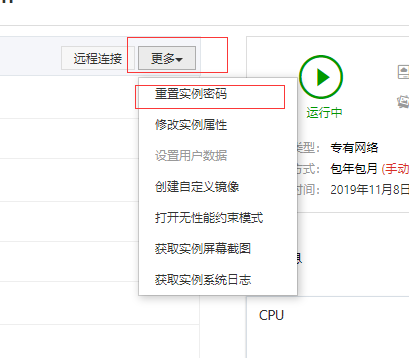 远程连接
更多
重置实例密码
修改实例属性
设置用户数据
创建自定义镜像
打开无性能约束模式
获取实例屏幕截图
获取实例系统日志
运行中
类型： 专有网络
方式： 包年包月 (手动
时间： 2019年11月8日
息
CPU